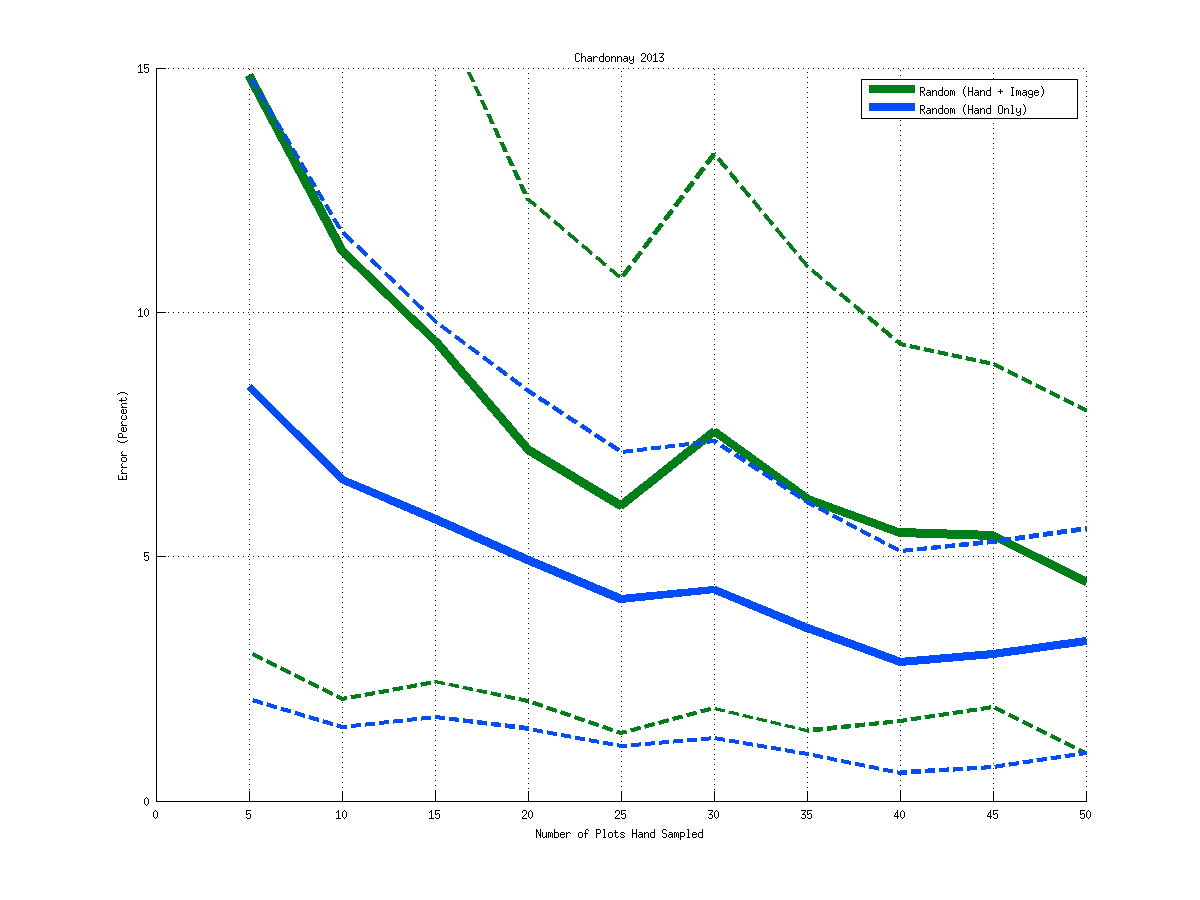 Chardonnay 2013
15
Random (Hand + Image)
Random (Hand Only)
10
Error (Percent)
5
0
0 5 10 15 20 25 30 35 40 45 50
Number of Plots Hand Sampled